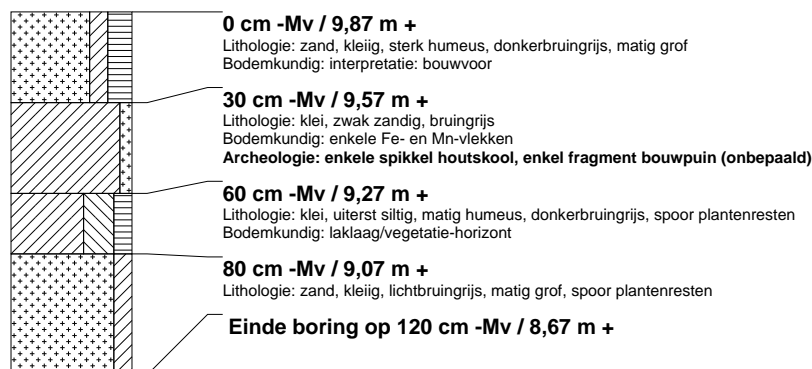 0 cm -Mv / 9,87 m +
Lithologie: zand, kleiig, sterk humeus, donkerbruingrijs, matig grof
Bodemkundig: interpretatie: bouwvoor
30 cm -Mv / 9,57 m +
Lithologie: klei, zwak zandig, bruingrijs
Bodemkundig: enkele Fe- en Mn-vlekken
Archeologie: enkele spikkel houtskool, enkel fragment bouwpuin (onbepaald)
60 cm -Mv / 9,27 m +
Lithologie: klei, uiterst siltig, matig humeus, donkerbruingrijs, spoor plantenresten
Bodemkundig: laklaag/vegetatie-horizont
80 cm -Mv / 9,07 m +
Lithologie: zand, kleiig, lichtbruingrijs, matig grof, spoor plantenresten
Einde boring op 120 cm -Mv / 8,67 m +